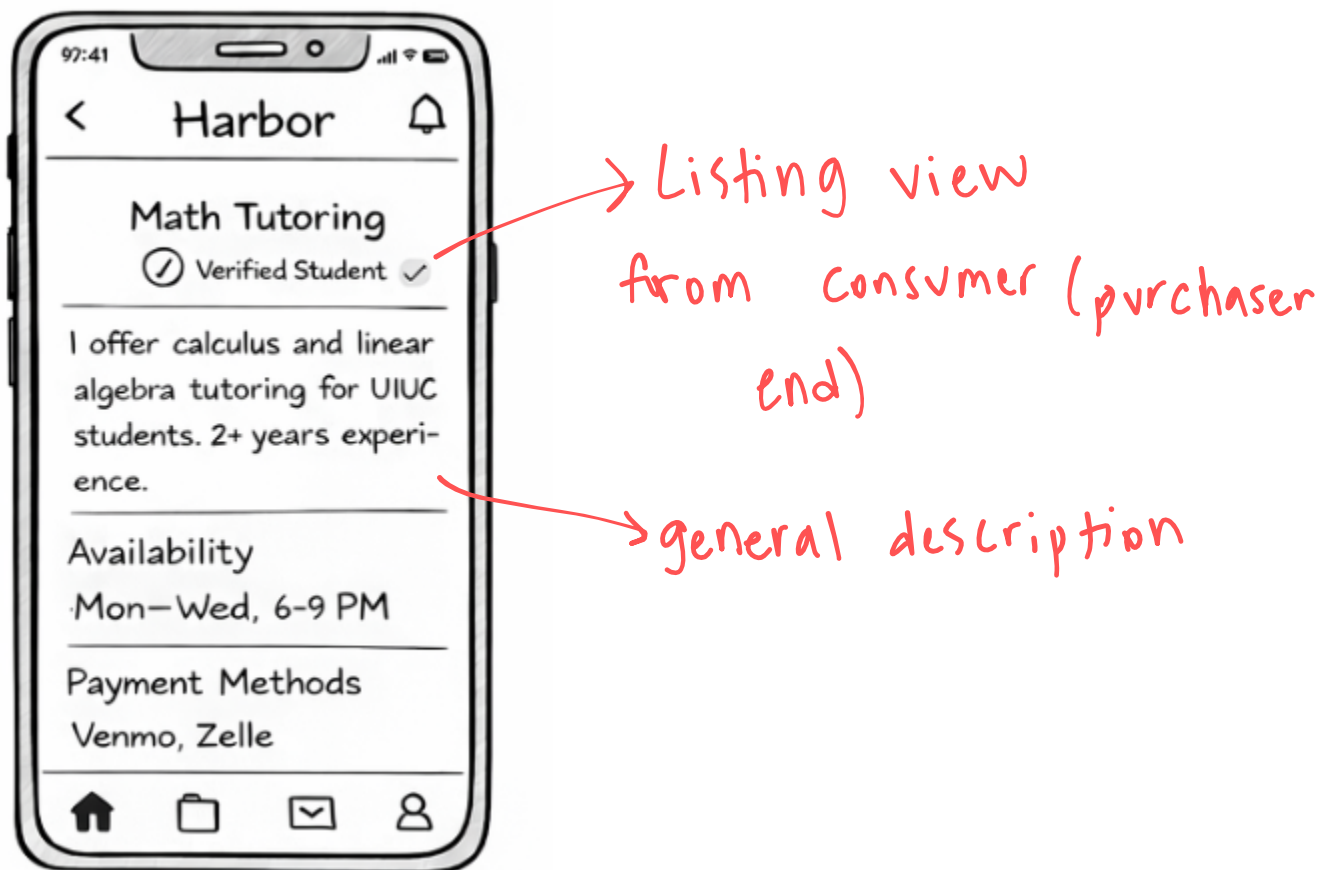 97:41
Harbor
Math Tutoring
Verified Student
I offer calculus and linear
algebra tutoring for UIUC
students. 2+ years experi-
ence.
Availability
Mon–Wed, 6-9 PM
Payment Methods
Venmo, Zelle
Listing view
from consumer (purchaser
end)
general description